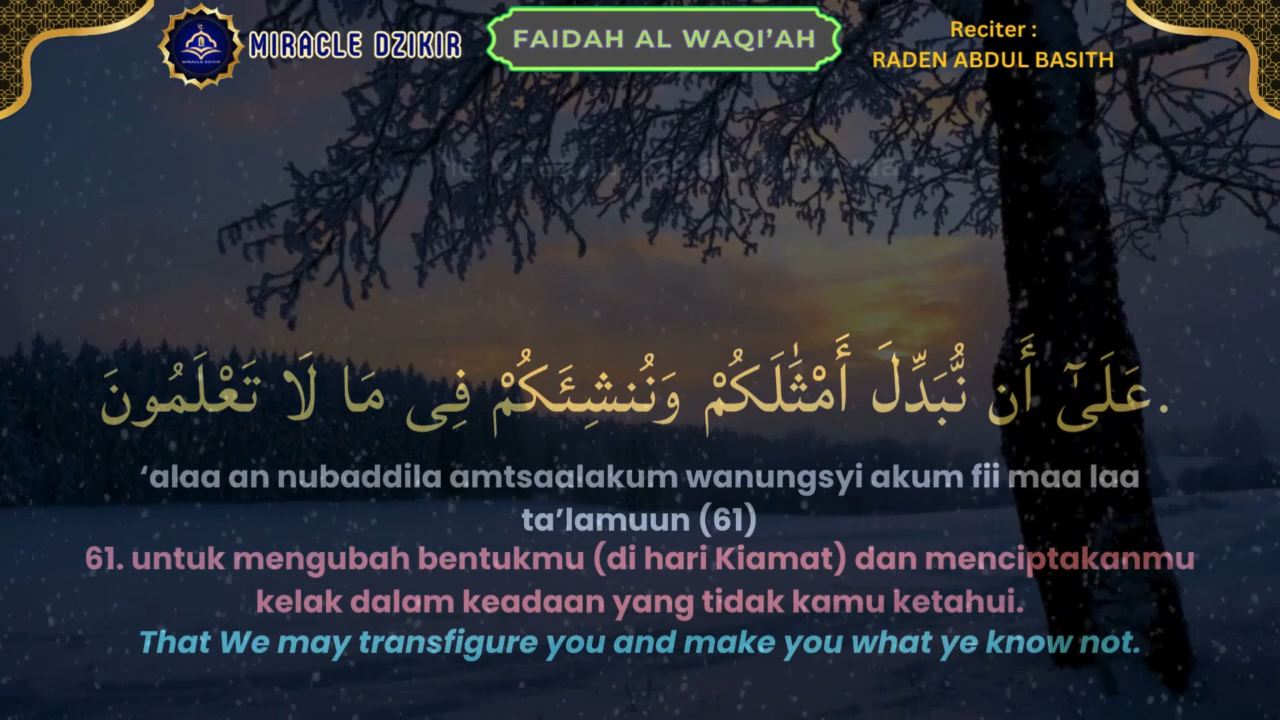 MIRACLE DZIKIR
FAIDAH AL WAQI’AH
Reciter :
RADEN ABDUL BASITH
عَلَىٰٓ أَن نُّبَدِّلَ أَمْثَٰلَكُمْ وَنُنشِئَكُمْ فِى مَا لَا تَعْلَمُونَ.
‘alaa an nubaddila amtsaalakum wanungsyi akum fii maa laa
ta’lamuun (61)
61. untuk mengubah bentukmu (di hari Kiamat) dan menciptakanmu
kelak dalam keadaan yang tidak kamu ketahui.
That We may transfigure you and make you what ye know not.